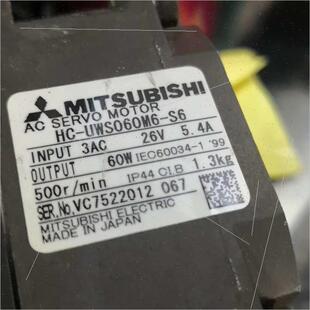 MITSUBISHI
AC SERVO MOTOR
HC-UWS060M6-S6
INPUT 3AC 26V 5.4A
OUTPUT 60W IEC60034-1'99
500r/min IP44 Cl.B 1.3kg
SER.No.VC7522012 067
MITSUBISHI ELECTRIC
MADE IN JAPAN